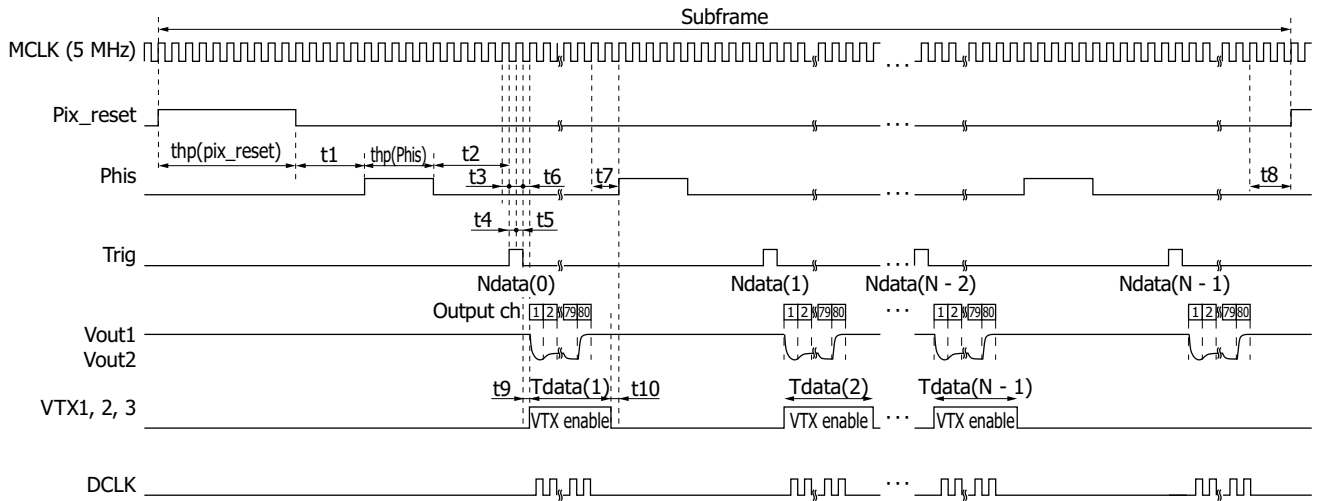 Subframe
MCLK (5 MHz)
Pix_reset
thp(pix_reset) t1 thp(Phis) t2
Phis
t3 t6 t7 t8
t4 t5
Trig
Ndata(0) Ndata(1) Ndata(N - 2) Ndata(N - 1)
Output ch 1 2 79 80 1 2 79 80 1 2 79 80 1 2 79 80
Vout1
Vout2
t9 Tdata(1) t10 Tdata(2) Tdata(N - 1)
VTX1, 2, 3
VTX enable VTX enable VTX enable
DCLK